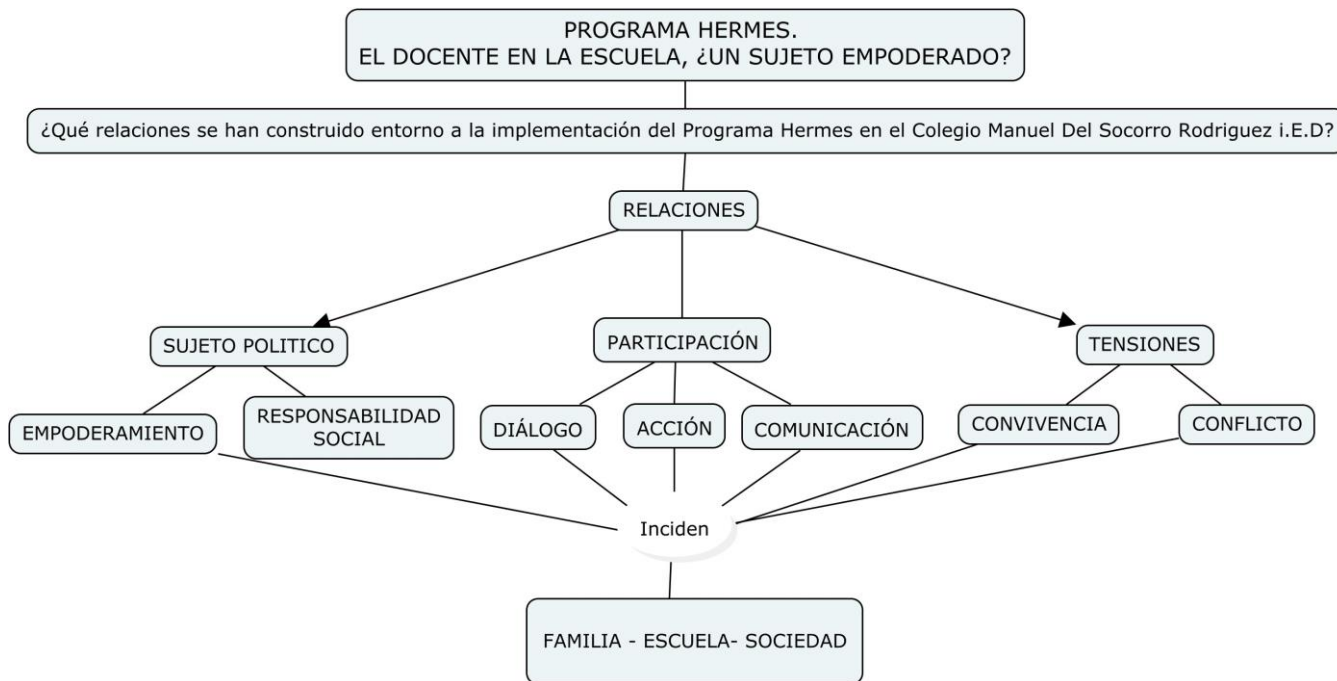 PROGRAMA HERMES.
EL DOCENTE EN LA ESCUELA, ¿UN SUJETO EMPODERADO?
¿Qué relaciones se han construido entorno a la implementación del Programa Hermes en el Colegio Manuel Del Socorro Rodriguez i.E.D?
RELACIONES
SUJETO POLITICO
PARTICIPACIÓN
TENSIONES
EMPODERAMIENTO
RESPONSABILIDAD
SOCIAL
DIÁLOGO
ACCIÓN
COMUNICACIÓN
CONVIVENCIA
CONFLICTO
Inciden
FAMILIA - ESCUELA- SOCIEDAD